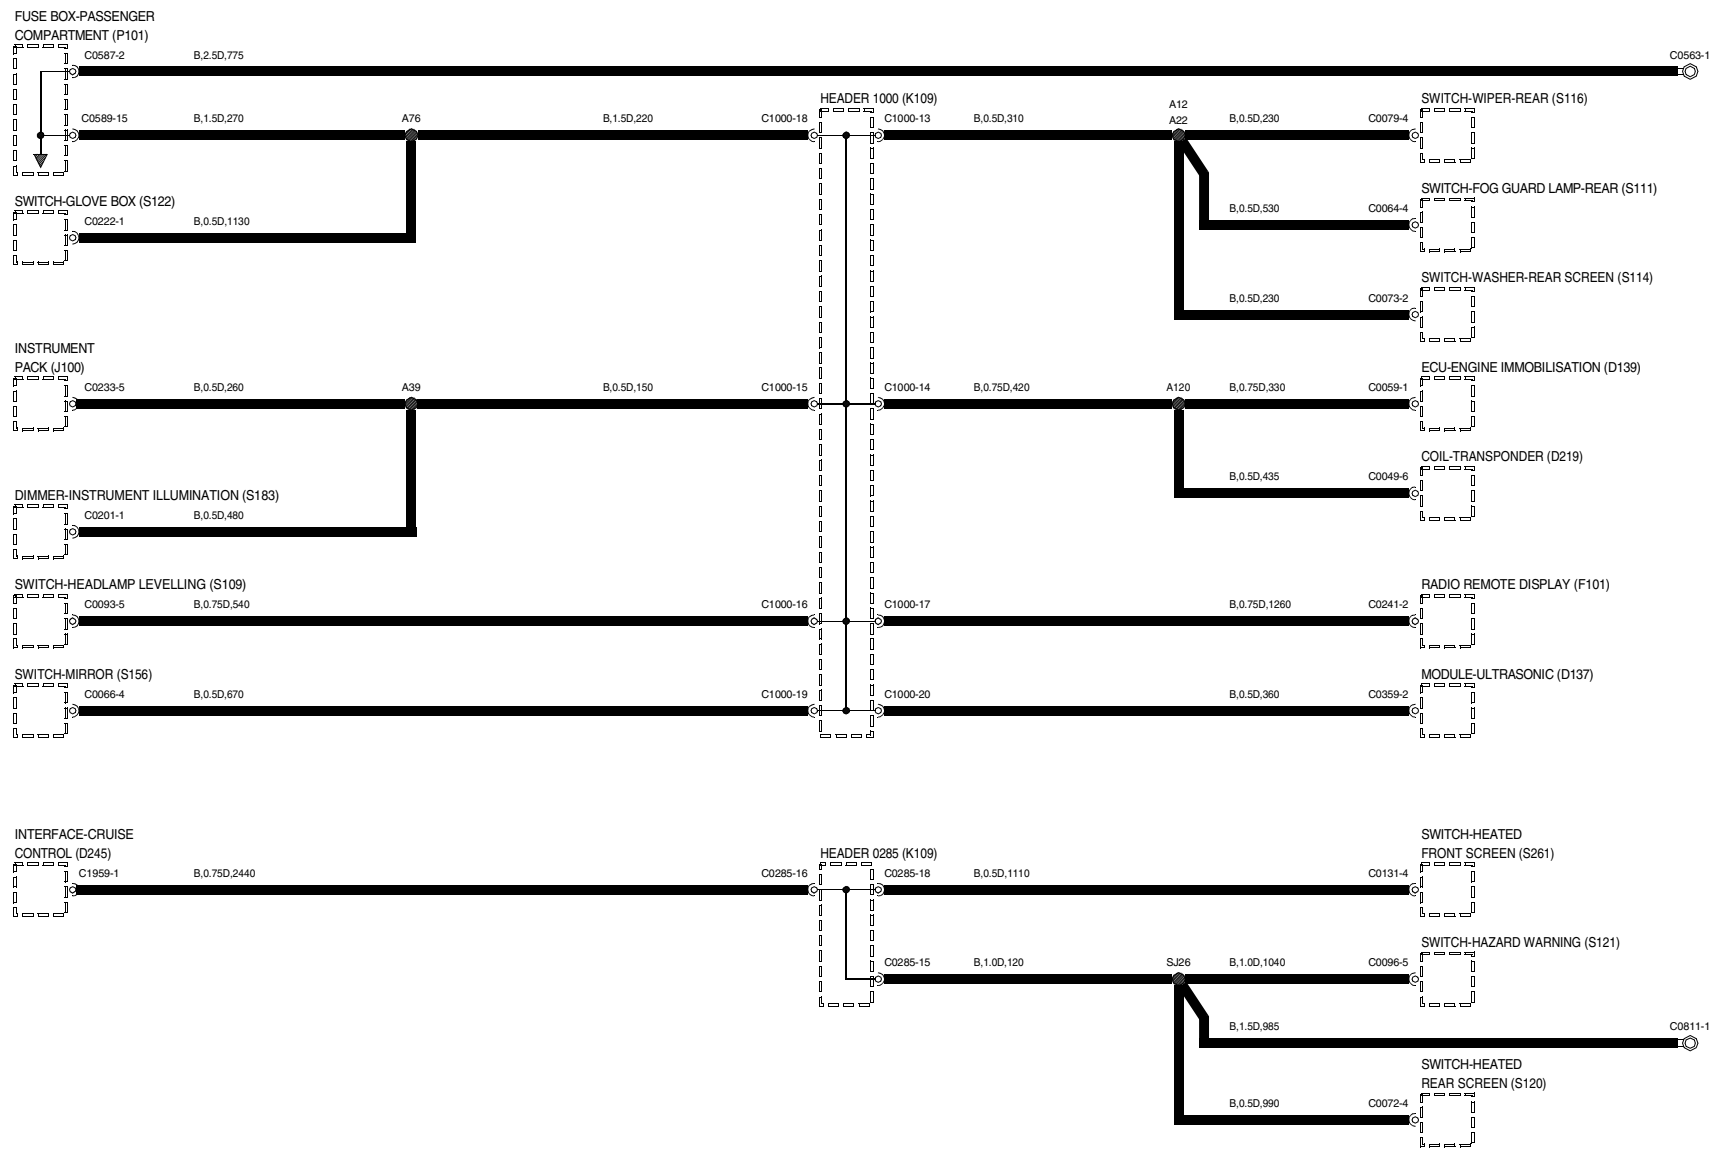 FUSE BOX-PASSENGER
COMPARTMENT (P101)
C0587-2 B,2.5D,775 C0563-1
HEADER 1000 (K109) A12 SWITCH-WIPER-REAR (S116)
C0589-15 B,1.5D,270 A76 B,1.5D,220 C1000-18 C1000-13 B,0.5D,310 A22 B,0.5D,230 C0079-4
SWITCH-FOG GUARD LAMP-REAR (S111)
SWITCH-GLOVE BOX (S122)
B,0.5D,530 C0064-4
C0222-1 B,0.5D,1130
SWITCH-WASHER-REAR SCREEN (S114)
B,0.5D,230 C0073-2
INSTRUMENT
PACK (J100) ECU-ENGINE IMMOBILISATION (D139)
C0233-5 B,0.5D,260 A39 B,0.5D,150 C1000-15 C1000-14 B,0.75D,420 A120 B,0.75D,330 C0059-1
COIL-TRANSPONDER (D219)
B,0.5D,435 C0049-6
DIMMER-INSTRUMENT ILLUMINATION (S183)
C0201-1 B,0.5D,480
SWITCH-HEADLAMP LEVELLING (S109) RADIO REMOTE DISPLAY (F101)
C0093-5 B,0.75D,540 C1000-16 C1000-17 B,0.75D,1260 C0241-2
SWITCH-MIRROR (S156) MODULE-ULTRASONIC (D137)
C0066-4 B,0.5D,670 C1000-19 C1000-20 B,0.5D,360 C0359-2
INTERFACE-CRUISE SWITCH-HEATED
CONTROL (D245) HEADER 0285 (K109) FRONT SCREEN (S261)
C1959-1 B,0.75D,2440 C0285-16 C0285-18 B,0.5D,1110 C0131-4
SWITCH-HAZARD WARNING (S121)
C0285-15 B,1.0D,120 SJ26 B,1.0D,1040 C0096-5
B,1.5D,985 C0811-1
SWITCH-HEATED
REAR SCREEN (S120)
B,0.5D,990 C0072-4